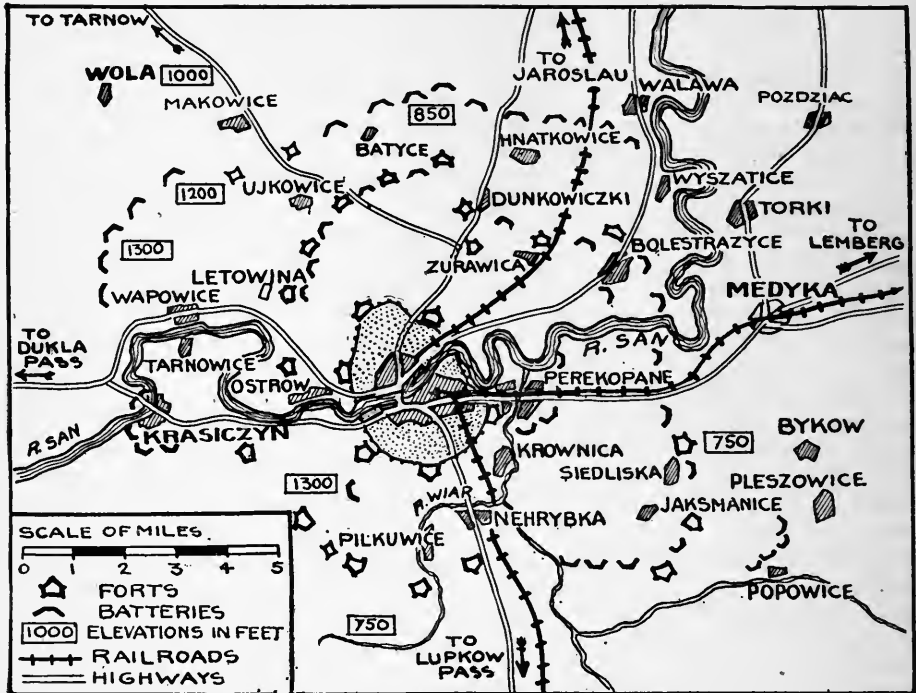 TO TARNOW
WOLA
1000
MAKOWICE
TO
JAROSLAU
WALAWA
POZDZIAC
850
BATYCE
HNATKOWICE
1200
UJKOWICE
WYSZATICE
DUNKOWICZKI
TORKI
TO
LEMBERG
1300
LETOWINA
ZURAWICA
BOLESTRAZYCE
WAPOWICE
MEDYKA
TO
DUKLA
PASS
TARNOWICE
OSTROW
R. SAN
PEREKOPANE
R. SAN
KRASICZYN
KROWNICA
SIEDLISKA
750
BYKOW
1300
R. WIAR
PLESZOWICE
JAKSMANICE
NEHRYBKA
PILKUWICE
POPOWICE
750
TO
LUPKOW
PASS
SCALE OF MILES
0 1 2 3 4 5
FORTS
BATTERIES
1000 ELEVATIONS IN FEET
RAILROADS
HIGHWAYS